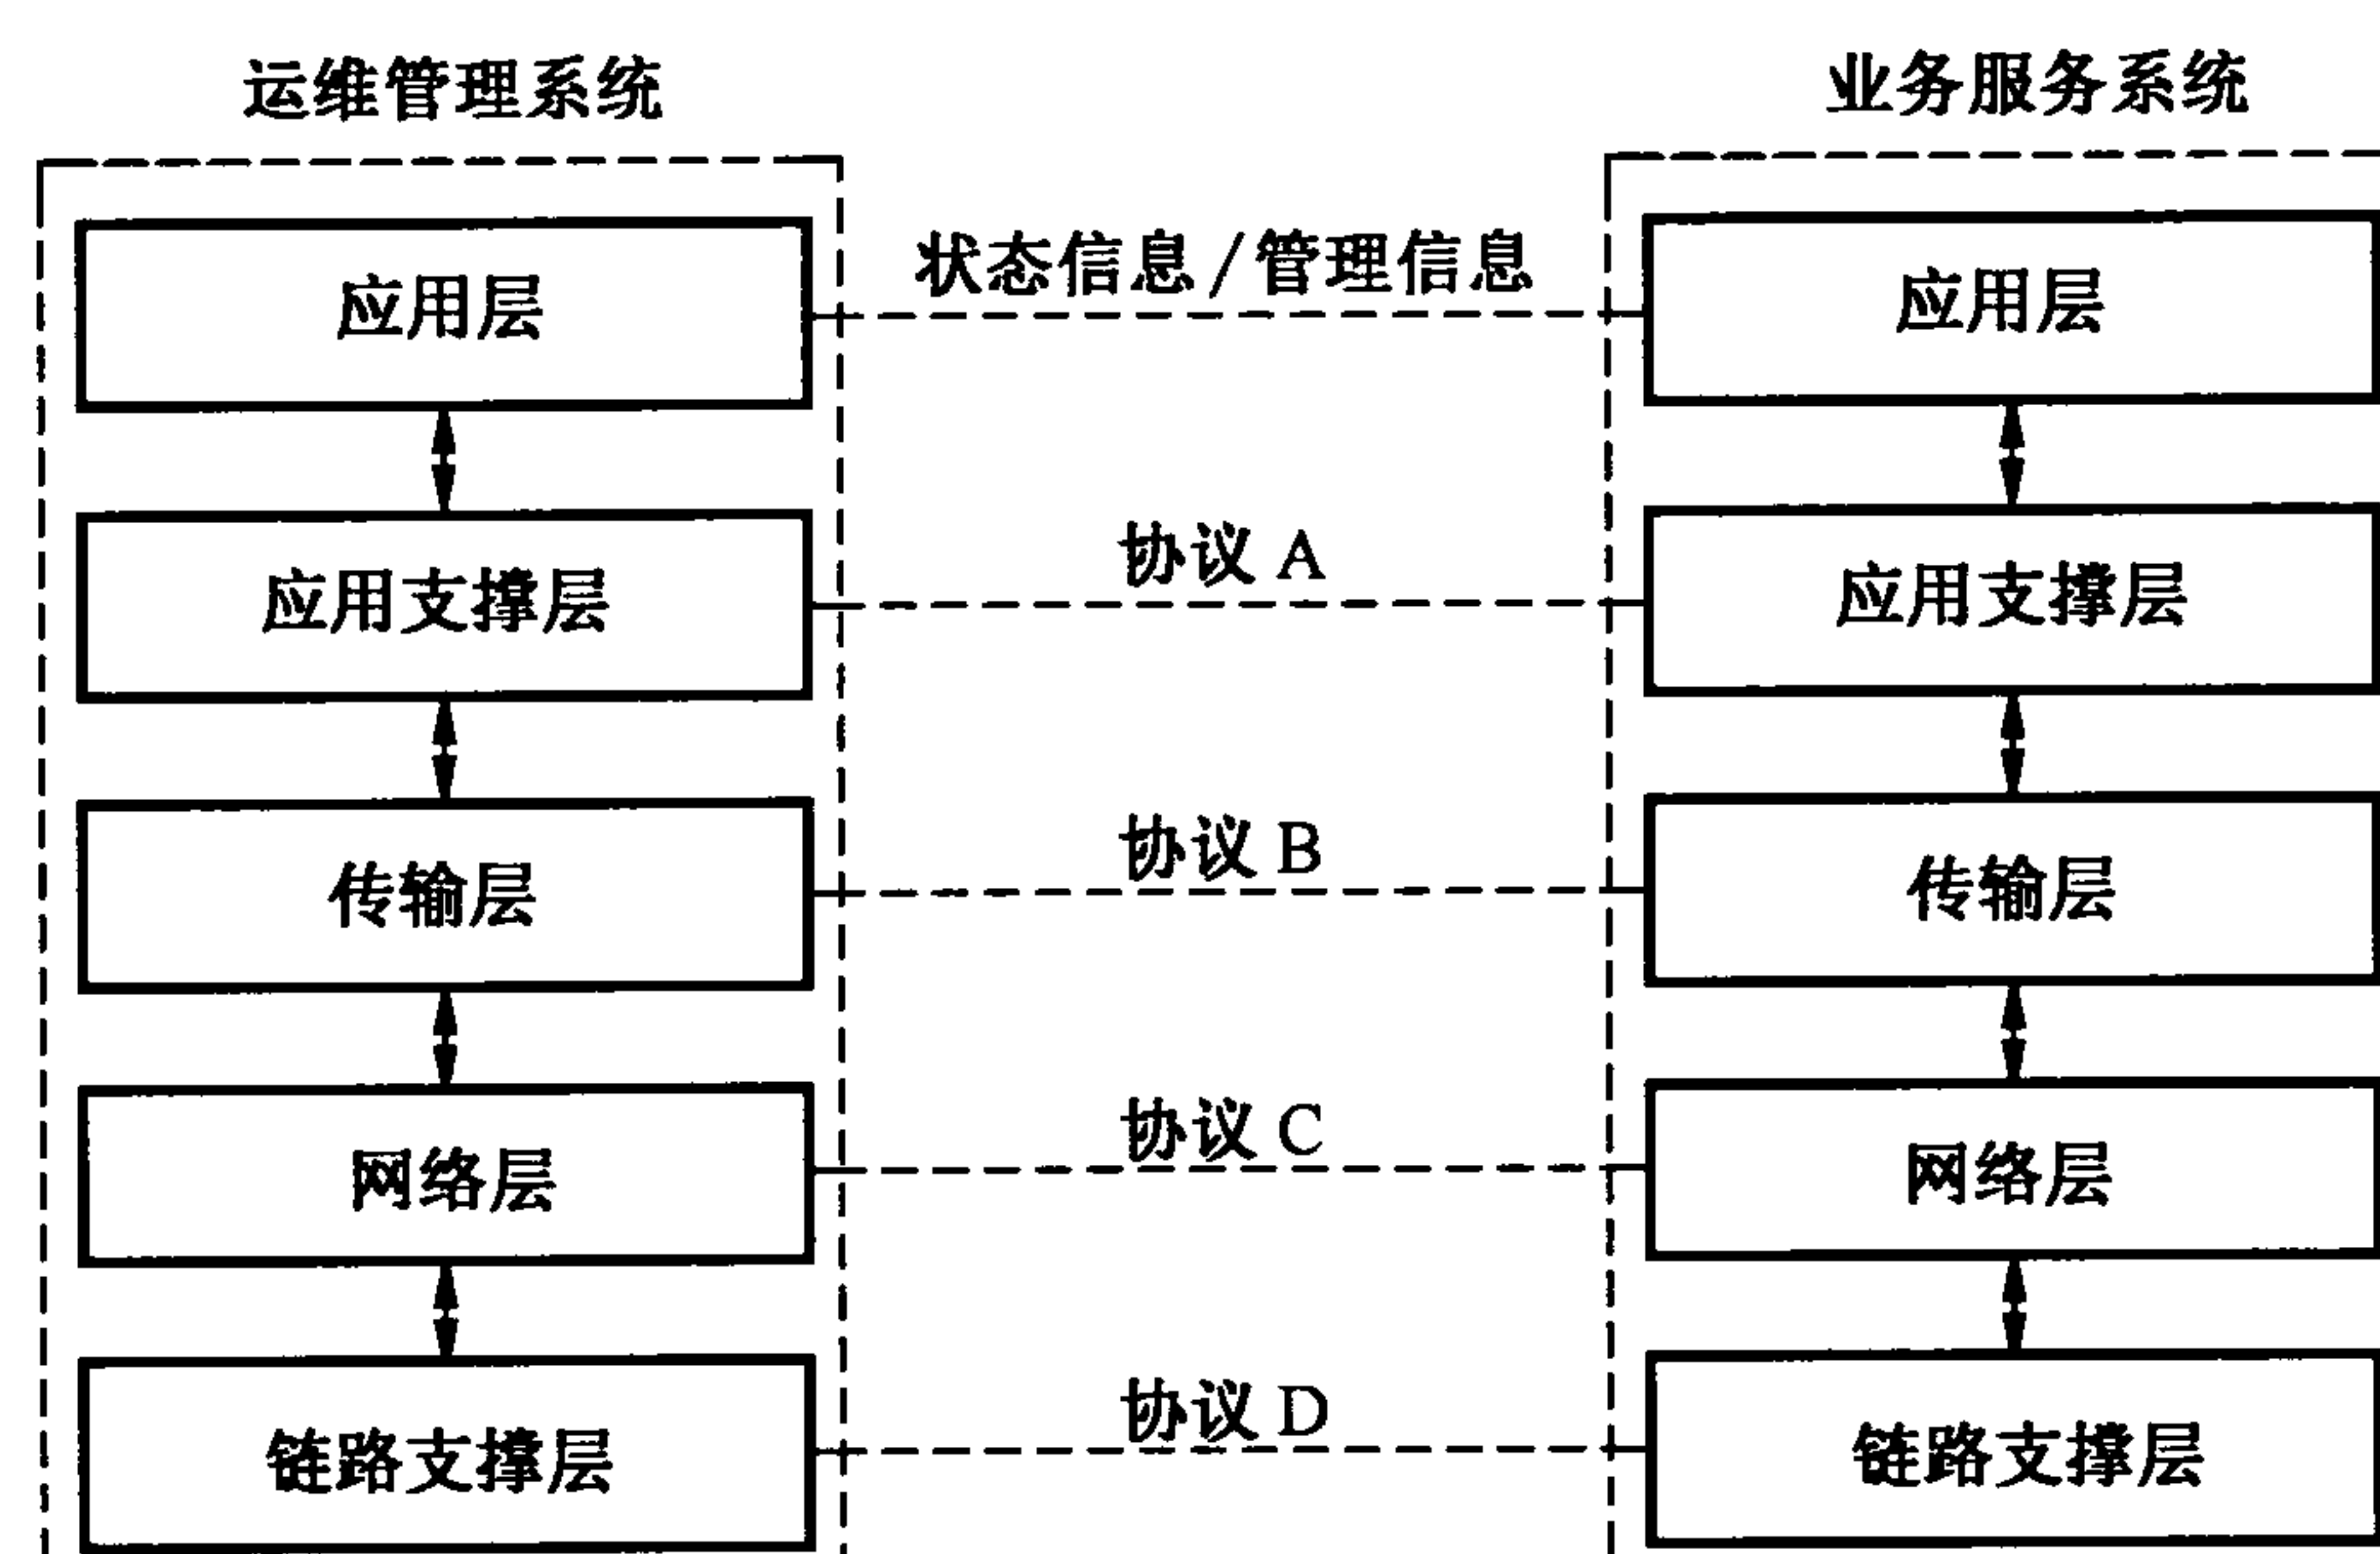 运维管理系统 业务服务系统
应用层 状态信息/管理信息 应用层
应用支撑层 协议 A 应用支撑层
传输层 协议 B 传输层
网络层 协议 C 网络层
链路支撑层 协议 D 链路支撑层